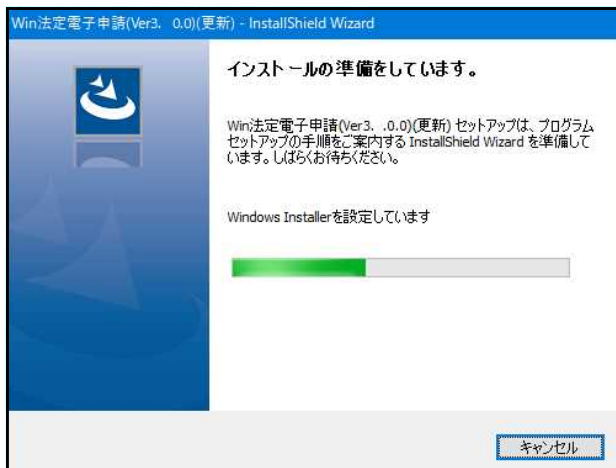 Win法定電子申請(Ver3. 0.0)(更新) - InstallShield Wizard
インストールの準備をしています。
Win法定電子申請(Ver3. .0.0)(更新) セットアップは、プログラム
セットアップの手順をご案内する InstallShield Wizard を準備して
います。しばらくお待ちください。
Windows Installerを設定しています
キャンセル